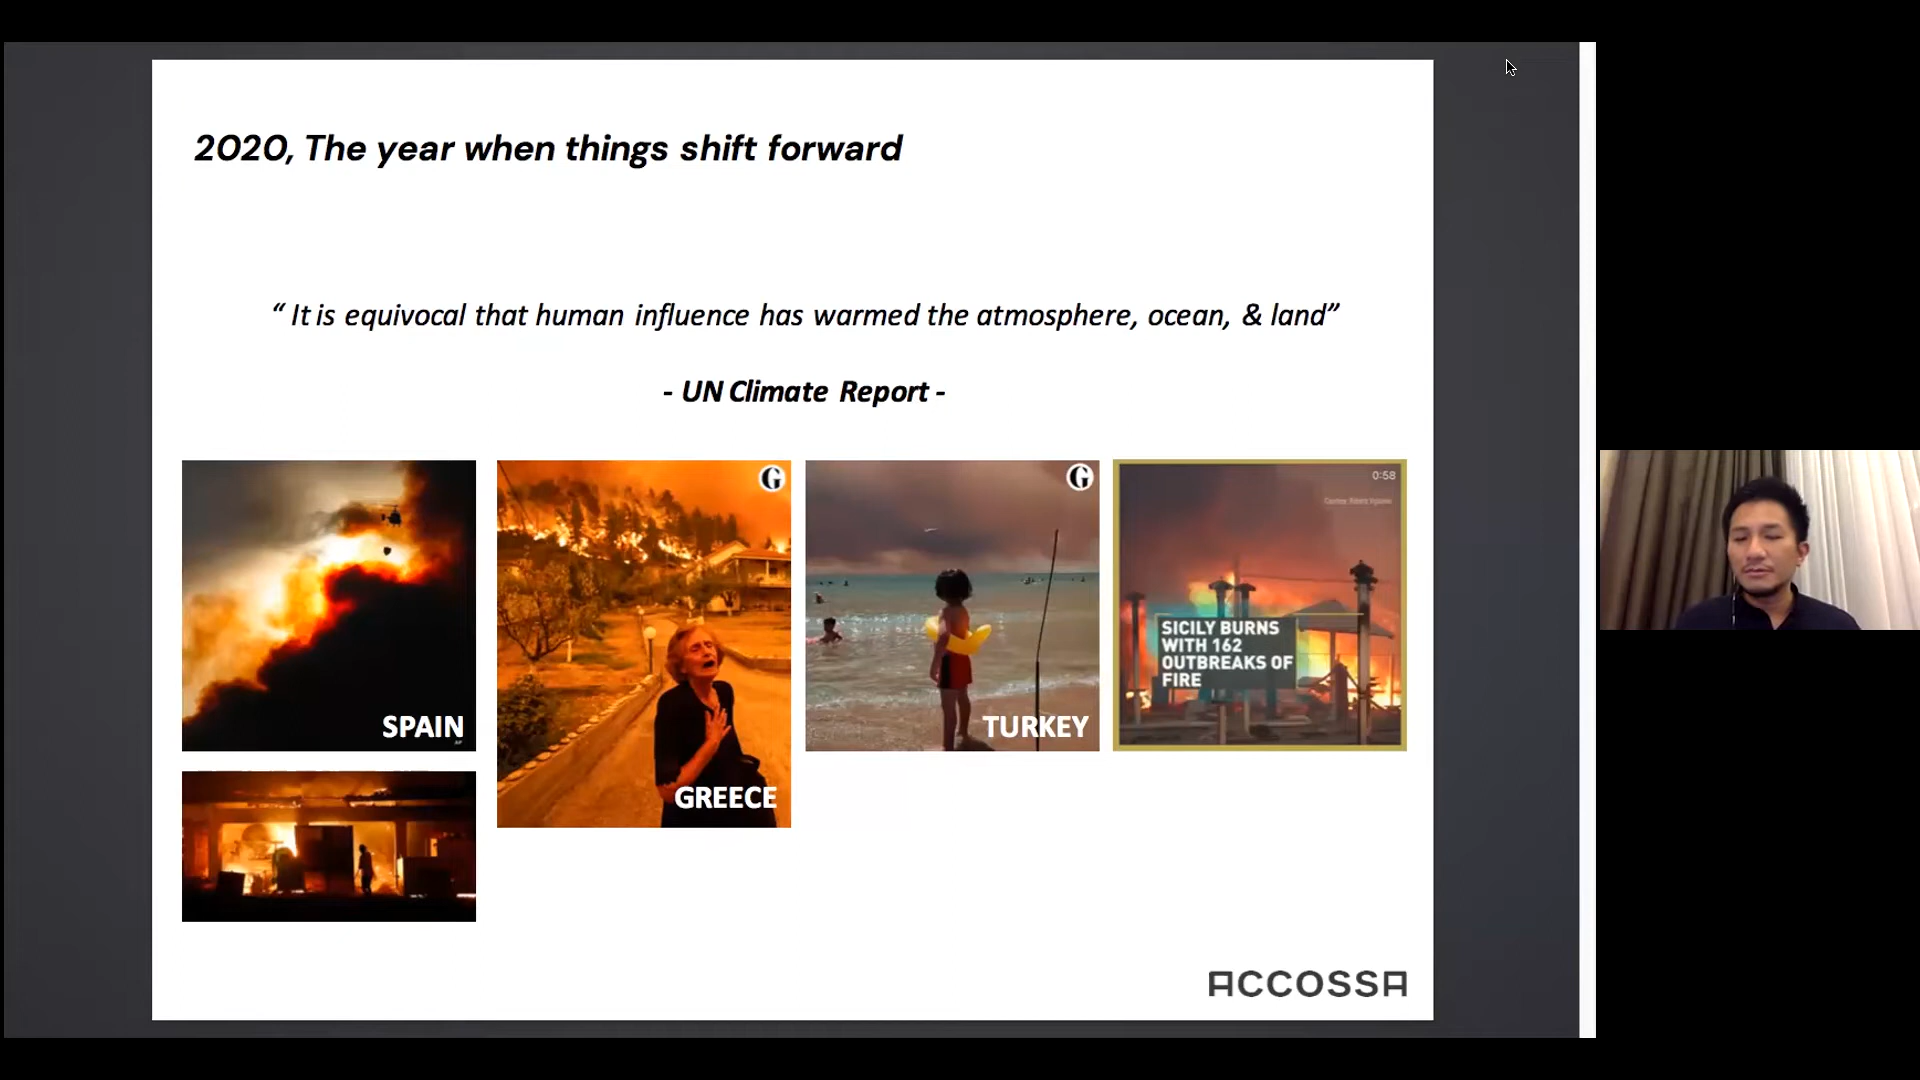 2020, The year when things shift forward
“ It is equivocal that human influence has warmed the atmosphere, ocean, & land”
- UN Climate Report -
SPAIN
G
GREECE
G
TURKEY
0:58
SICILY BURNS
WITH 162
OUTBREAKS OF
FIRE
ACCOSSA